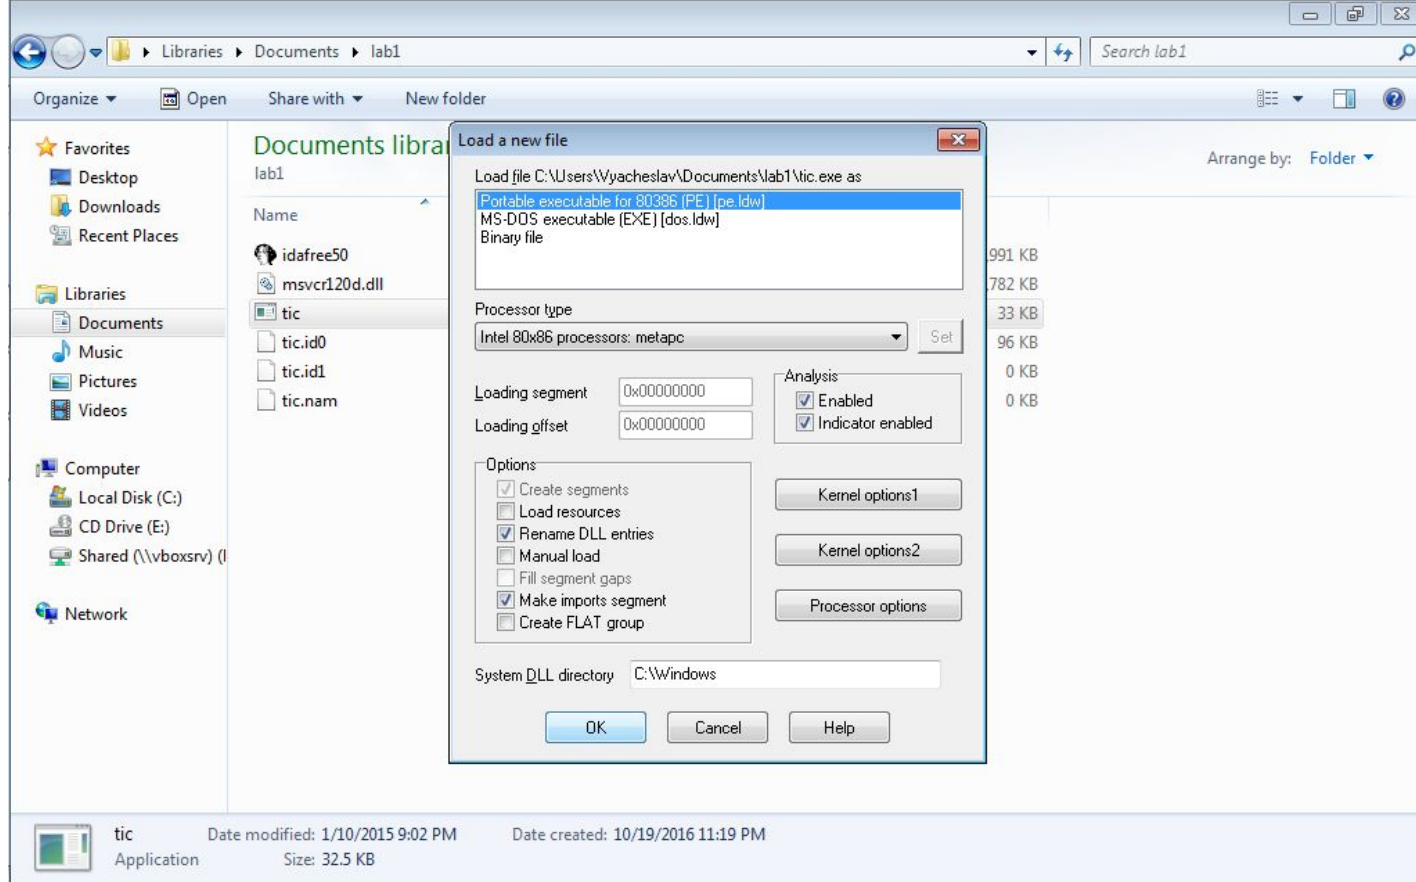 Libraries Documents lab1
Search lab1
Organize Open Share with New folder
Favorites
Desktop
Downloads
Recent Places
Libraries
Documents
Music
Pictures
Videos
Computer
Local Disk (C:)
CD Drive (E:)
Shared (\\vboxsrv) (
Network
Documents librar
lab1
Arrange by: Folder
Name
idafree50
991 KB
msvcr120d.dll
782 KB
tic
33 KB
tic.id0
96 KB
tic.id1
0 KB
tic.nam
0 KB
Load a new file
Load file C:\Users\Vyacheslav\Documents\lab1\tic.exe as
Portable executable for 80386 (PE) [pe.ldw]
MS-DOS executable (EXE) [dos.ldw]
Binary file
Processor type
Intel 80x86 processors: metapc
Set
Loading segment 0x00000000
Loading offset 0x00000000
Analysis
Enabled
Indicator enabled
Options
Create segments
Load resources
Rename DLL entries
Manual load
Fill segment gaps
Make imports segment
Create FLAT group
Kernel options1
Kernel options2
Processor options
System DLL directory C:\Windows
OK Cancel Help
tic Date modified: 1/10/2015 9:02 PM Date created: 10/19/2016 11:19 PM
Application Size: 32.5 KB